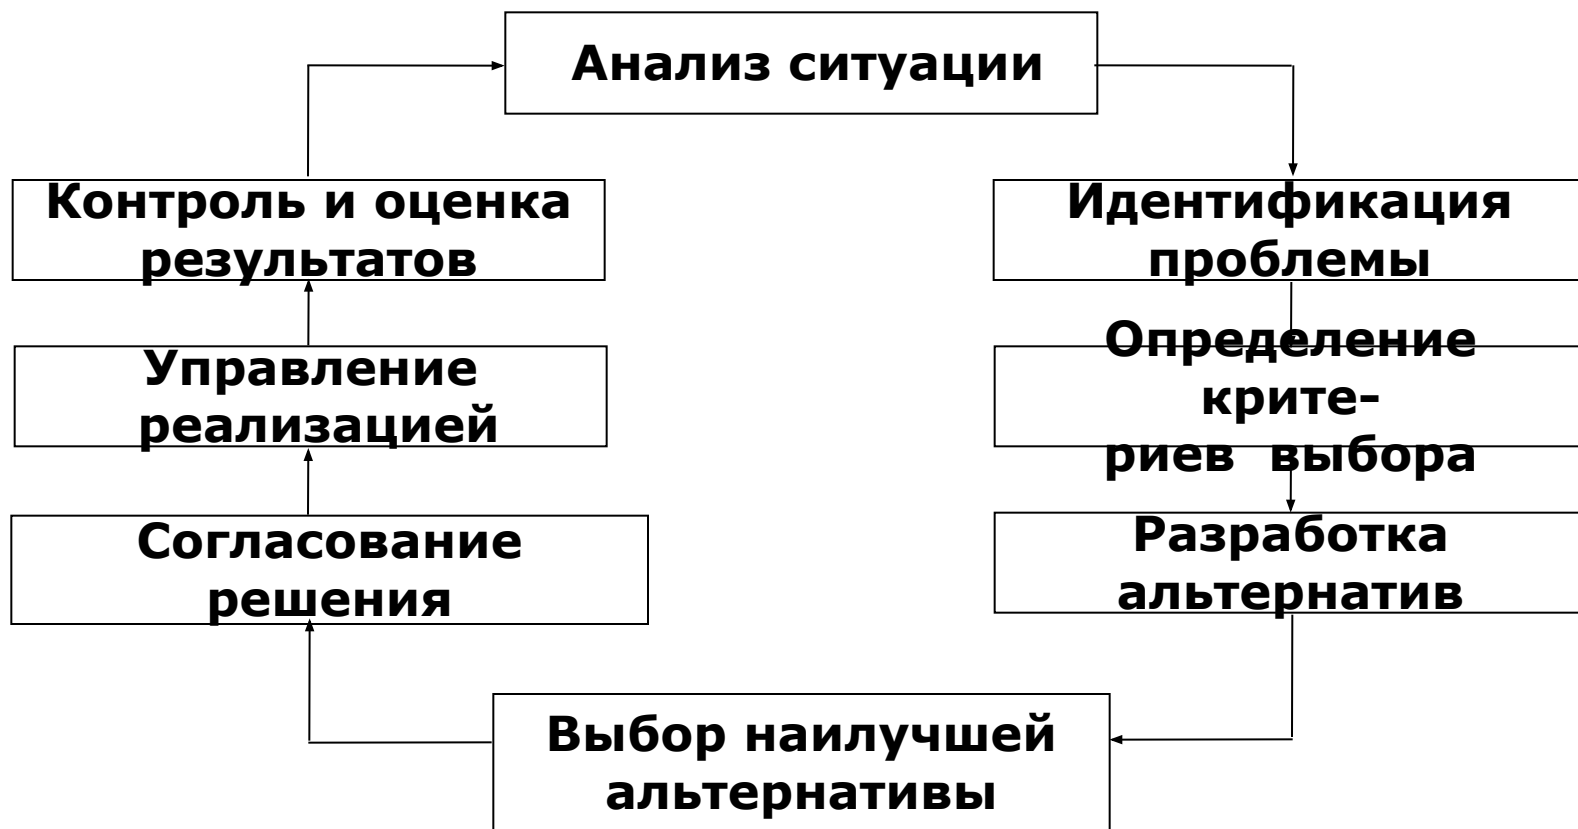 Анализ ситуации
Контроль и оценка
результатов
Идентификация
проблемы
Управление
реализацией
Определение
крите-
риев выбора
Согласование
решения
Разработка
альтернатив
Выбор наилучшей
альтернативы